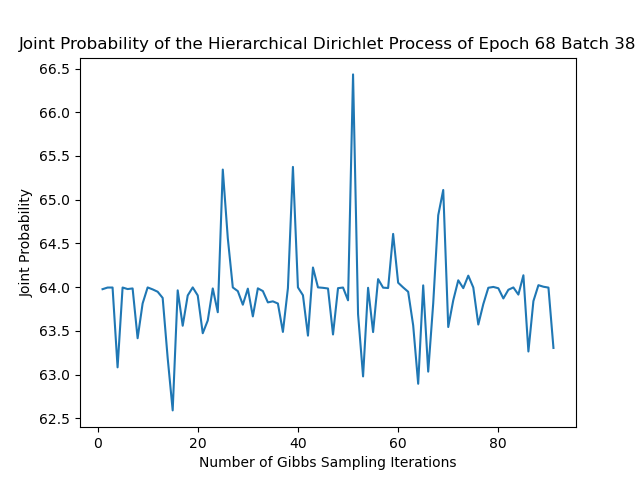 Joint Probability of the Hierarchical Dirichlet Process of Epoch 68 Batch 38
66.5
66.0
65.5
65.0
64.5
64.0
63.5
63.0
62.5
Joint Probability
0 20 40 60 80
Number of Gibbs Sampling Iterations